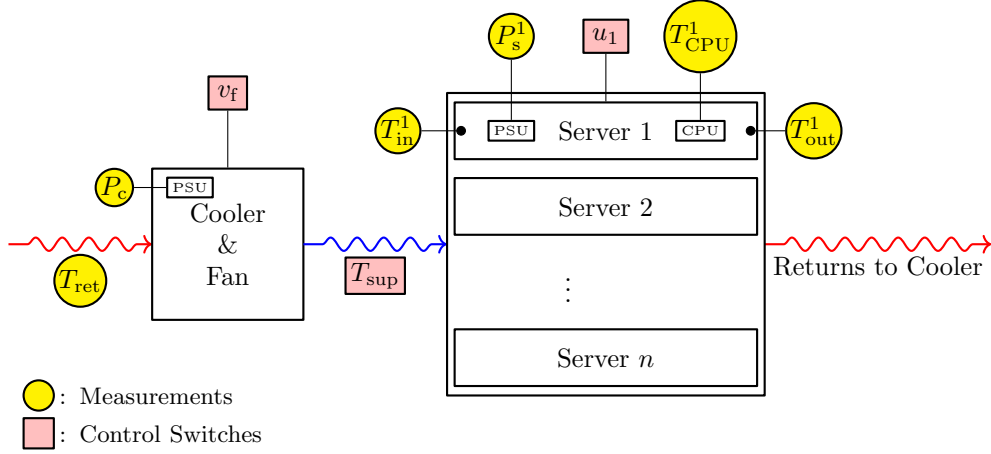 P_s^1
u_1
T_CPU^1
v_f
T_in^1
PSU
Server 1
CPU
T_out^1
P_c
PSU
Cooler
&
Fan
Server 2
T_ret
T_sup
Returns to Cooler
⋮
Server n
: Measurements
: Control Switches